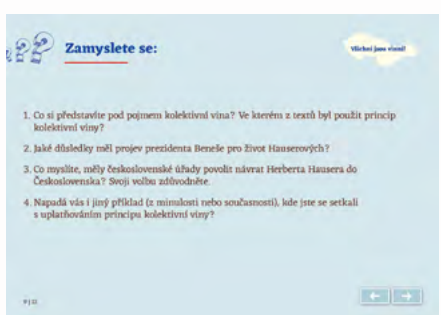 Zamyslete se:
Všichni jsou vinni!
1. Co si představíte pod pojmem kolektivní vina? Ve kterém z textů byl použit princip
kolektivní viny?
2. Jaké důsledky měl projev prezidenta Beneše pro život Hauserových?
3. Co myslíte, měly československé úřady povolit návrat Herberta Hausera do
Československa? Svoji volbu zdůvodněte.
4. Napadá vás i jiný příklad (z minulosti nebo současnosti), kde jste se setkali
s uplatňováním principu kolektivní viny?